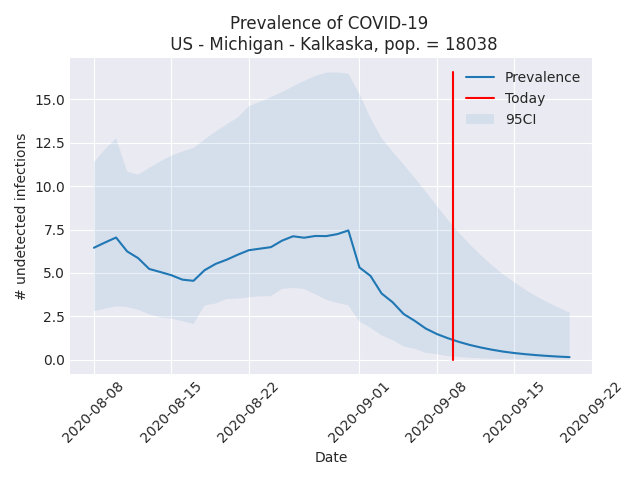 Prevalence of COVID-19
US - Michigan - Kalkaska, pop. = 18038
Prevalence
Today
95CI
# undetected infections
15.0
12.5
10.0
7.5
5.0
2.5
0.0
2020-08-08
2020-08-15
2020-08-22
2020-09-01
2020-09-08
2020-09-15
2020-09-22
Date